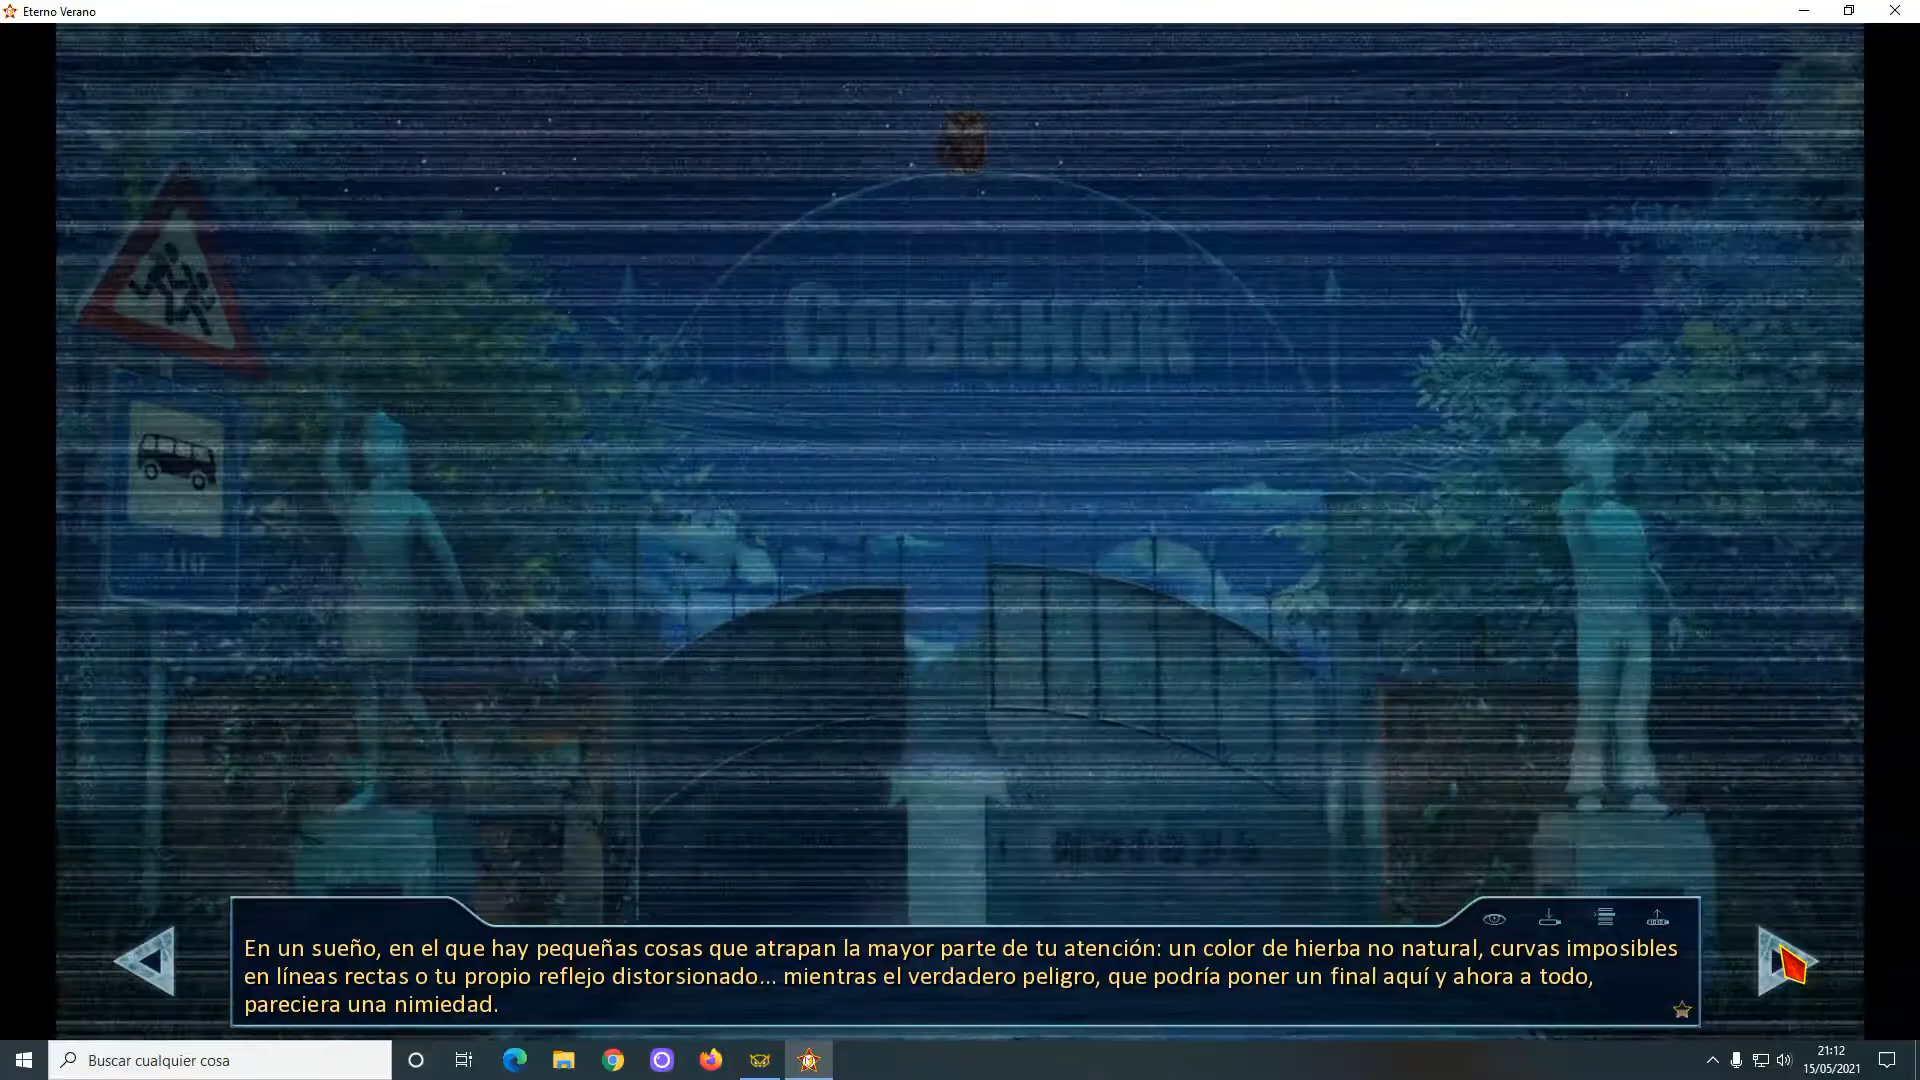 Eterno Verano
Совёнок
410
En un sueño, en el que hay pequeñas cosas que atrapan la mayor parte de tu atención: un color de hierba no natural, curvas imposibles
en líneas rectas o tu propio reflejo distorsionado... mientras el verdadero peligro, que podría poner un final aquí y ahora a todo,
pareciera una nimiedad.
Buscar cualquier cosa
21:12
15/05/2021